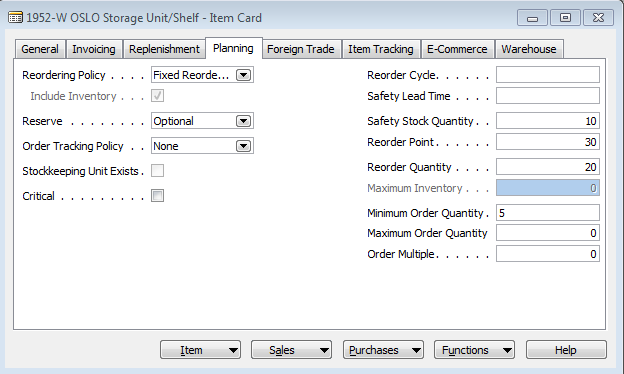 1952-W OSLO Storage Unit/Shelf - Item Card
General Invoicing Replenishment Planning Foreign Trade Item Tracking E-Commerce Warehouse
Reordering Policy . . . . Fixed Reorde... Reorder Cycle. . . . . .
Include Inventory . . . Safety Lead Time . . . .
Reserve . . . . . . . . Optional Safety Stock Quantity . . 10
Order Tracking Policy . . None Reorder Point. . . . . . 30
Stockkeeping Unit Exists . Reorder Quantity . . . . 20
Maximum Inventory . . . 0
Critical . . . . . . . . . Minimum Order Quantity . 5
Maximum Order Quantity 0
Order Multiple. . . . . . 0
Item Sales Purchases Functions Help